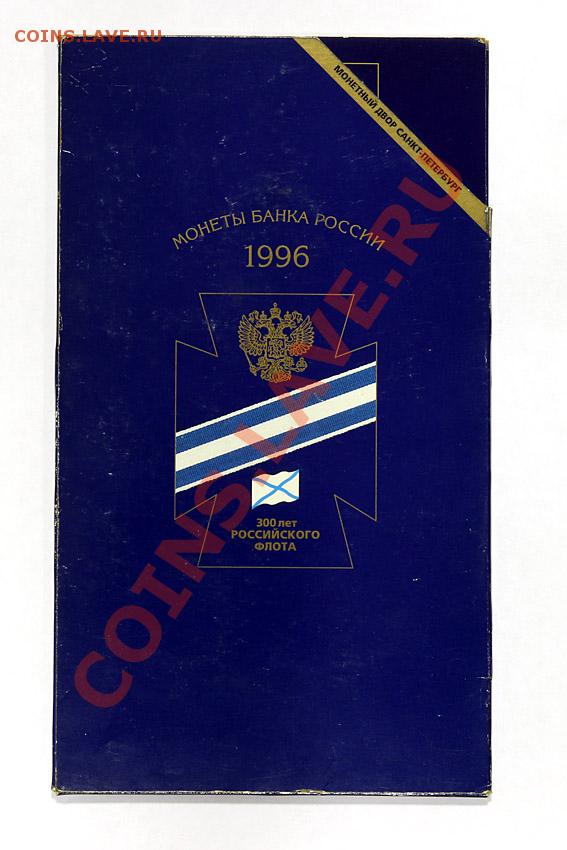 COINS.LAVE.RU
МОНЕТНЫЙ ДВОР САНКТ-ПЕТЕРБУРГ
МОНЕТЫ БАНКА РОССИИ
1996
300 лет
РОССИЙСКОГО
ФЛОТА
COINS.LAVE.RU